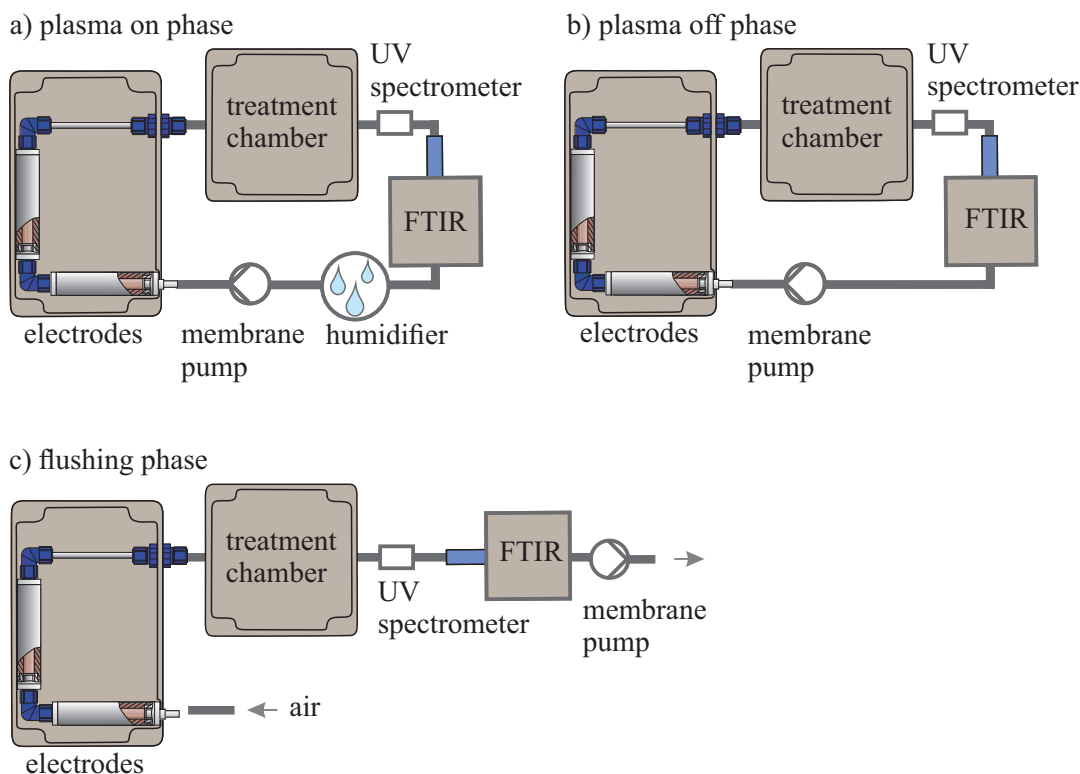 a) plasma on phase
UV
spectrometer
treatment
chamber
FTIR
electrodes
membrane
pump
humidifier
b) plasma off phase
UV
spectrometer
treatment
chamber
FTIR
electrodes
membrane
pump
c) flushing phase
treatment
chamber
FTIR
UV
spectrometer
membrane
pump
air
electrodes